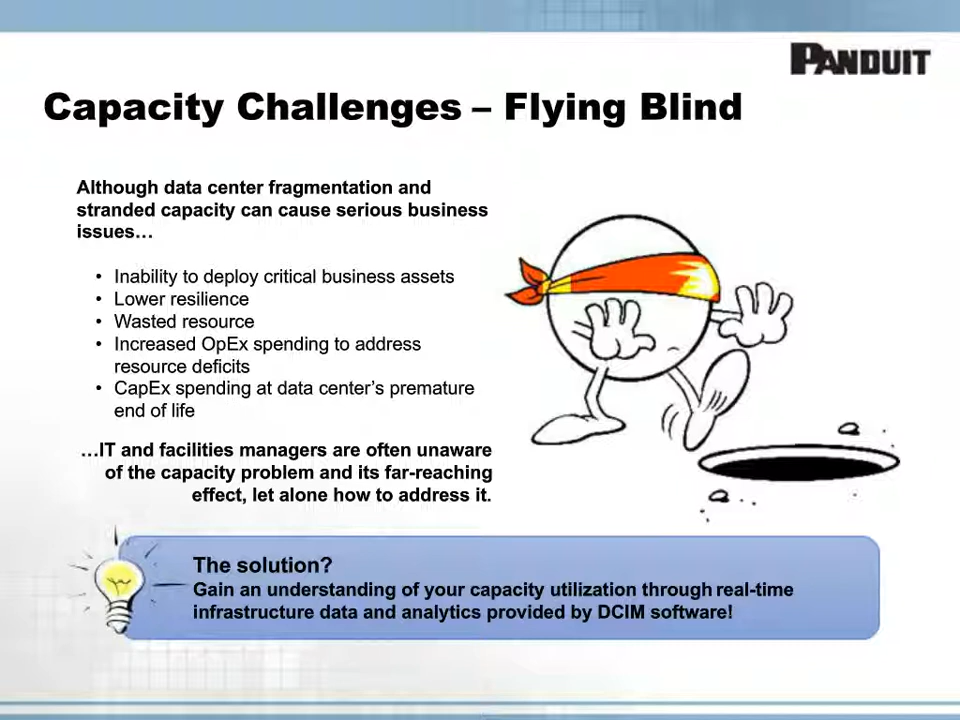 PANDUIT
Capacity Challenges – Flying Blind
Although data center fragmentation and
stranded capacity can cause serious business
issues…
• Inability to deploy critical business assets
• Lower resilience
• Wasted resource
• Increased OpEx spending to address
resource deficits
• CapEx spending at data center’s premature
end of life
…IT and facilities managers are often unaware
of the capacity problem and its far-reaching
effect, let alone how to address it.
The solution?
Gain an understanding of your capacity utilization through real-time
infrastructure data and analytics provided by DCIM software!